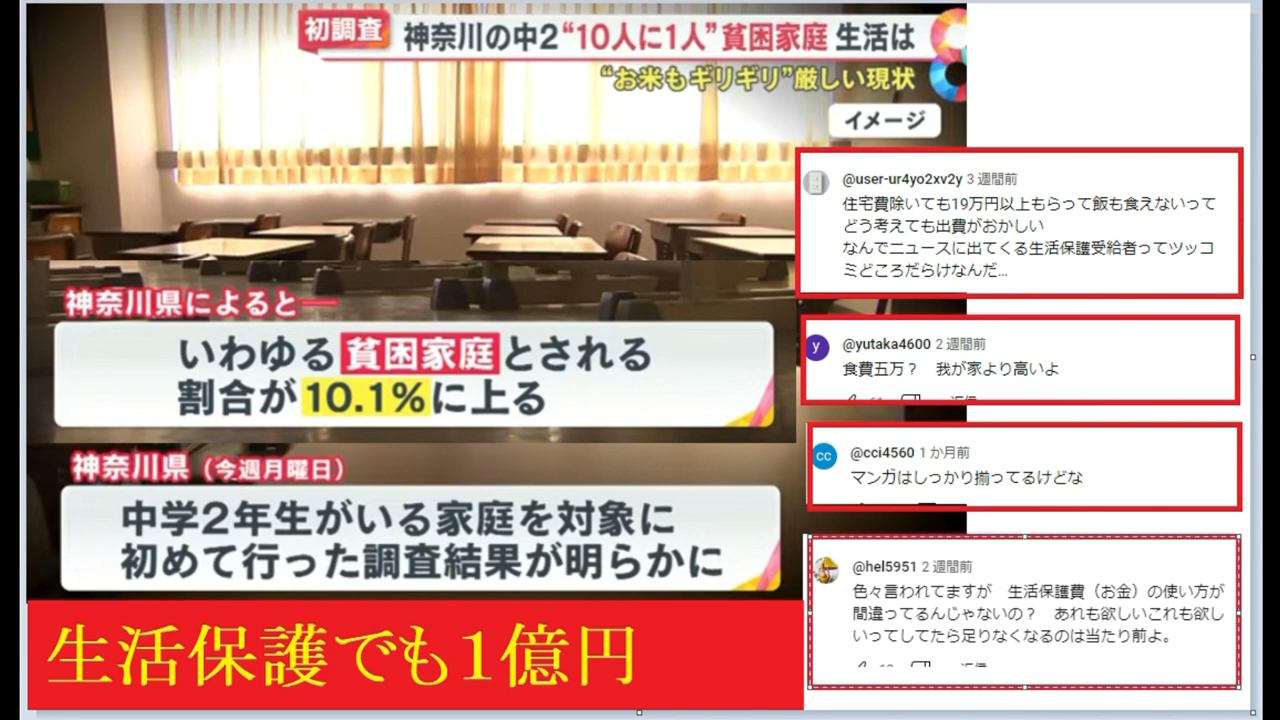 初調査
神奈川の中2“10人に1人”貧困家庭 生活は
“お米もギリギリ”厳しい現状
イメージ
神奈川県によると―
いわゆる貧困家庭とされる
割合が10.1%に上る
神奈川県（今週月曜日）
中学2年生がいる家庭を対象に
初めて行った調査結果が明らかに
生活保護でも1億円
@user-ur4yo2xv2y 3 週間前
住宅費除いても19万円以上もらって飯も食えないって
どう考えても出費がおかしい
なんでニュースに出てくる生活保護受給者ってツッコ
ミどころだらけなんだ...
@yutaka4600 2 週間前
食費五万？　我が家より高いよ
@cci4560 1 か月前
マンガはしっかり揃ってるけどな
@hel5951 2 週間前
色々言われてますが　生活保護費（お金）の使い方が
間違ってるんじゃないの？　あれも欲しいこれも欲し
いってしてたら足りなくなるのは当たり前よ。